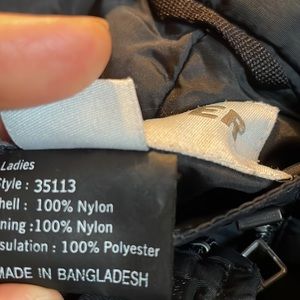 ER
Ladies
Style : 35113
hell : 100% Nylon
ning :100% Nylon
sulation : 100% Polyester
MADE IN BANGLADESH